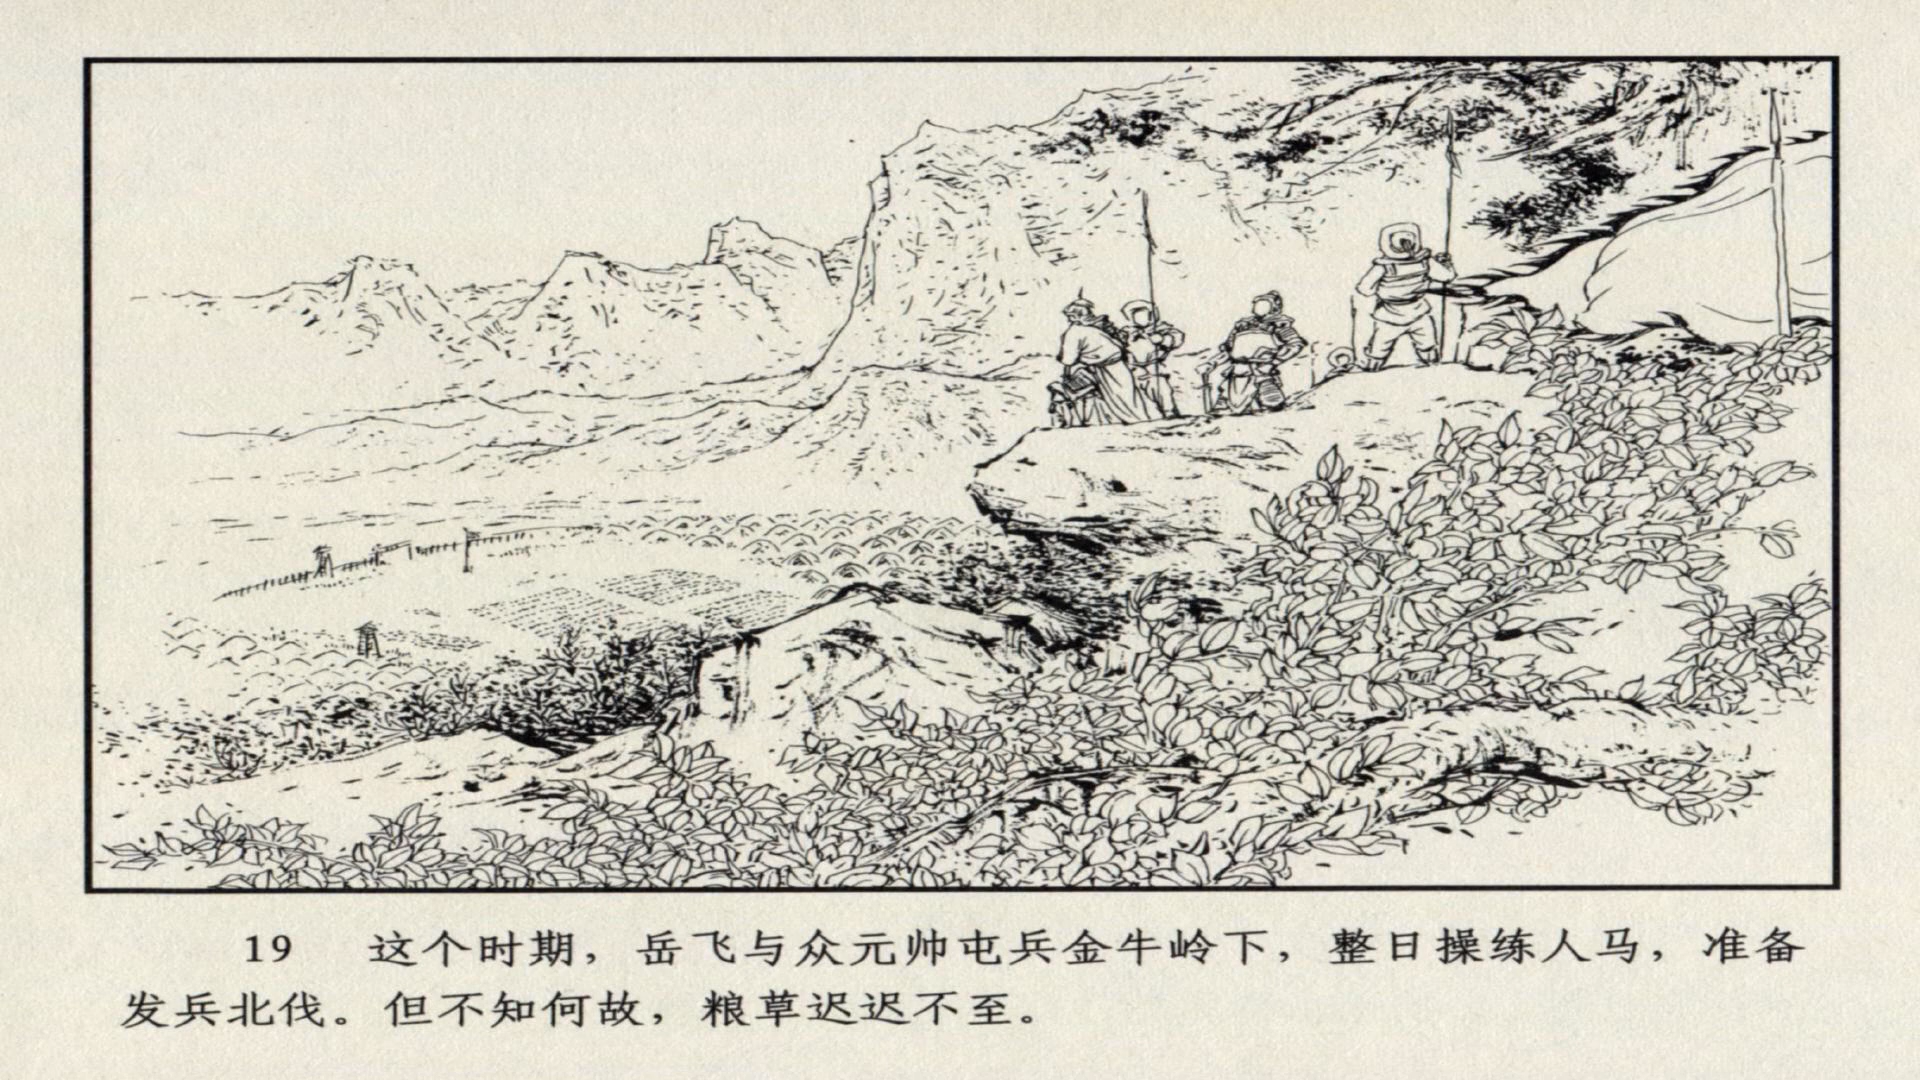 19 这个时期，岳飞与众元帅屯兵金牛岭下，整日操练人马，准备
发兵北伐。但不知何故，粮草迟迟不至。